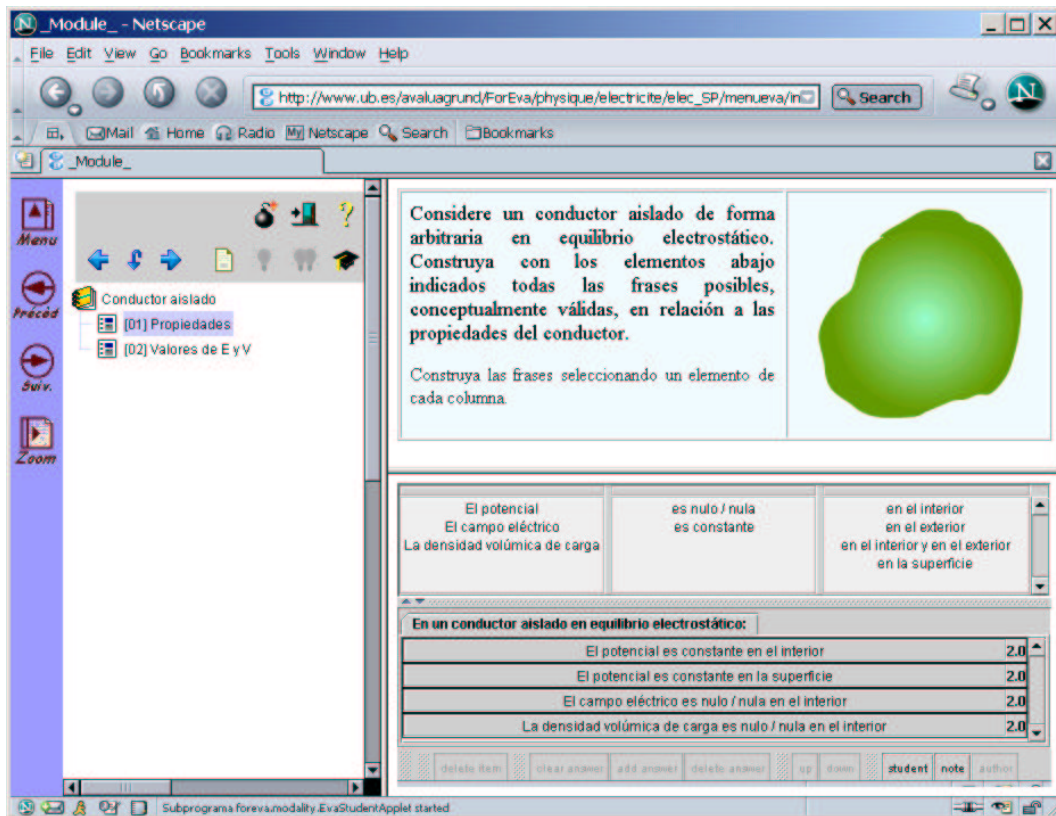 _Module_ - Netscape
File Edit View Go Bookmarks Tools Window Help
http://www.ub.es/avaluagrund/ForEva/physique/electricite/elec_SP/menueva/in
Search
Mail Home Radio My Netscape Search Bookmarks
_Module_
Menu
Précéd
Suiv.
Zoom
Conductor aislado
[01] Propiedades
[02] Valores de E y V
Considere un conductor aislado de forma
arbitraria en equilibrio electrostático.
Construya con los elementos abajo
indicados todas las frases posibles,
conceptualmente válidas, en relación a las
propiedades del conductor.
Construya las frases seleccionando un elemento de
cada columna.
El potencial
El campo eléctrico
La densidad volúmica de carga
es nulo / nula
es constante
en el interior
en el exterior
en el interior y en el exterior
en la superficie
En un conductor aislado en equilibrio electrostático:
El potencial es constante en el interior 2.0
El potencial es constante en la superficie 2.0
El campo eléctrico es nulo / nula en el interior 2.0
La densidad volúmica de carga es nulo / nula en el interior 2.0
delete item clear answer add answer delete answer up down student note author
Subprograma foreva.modality.EvaStudentApplet started